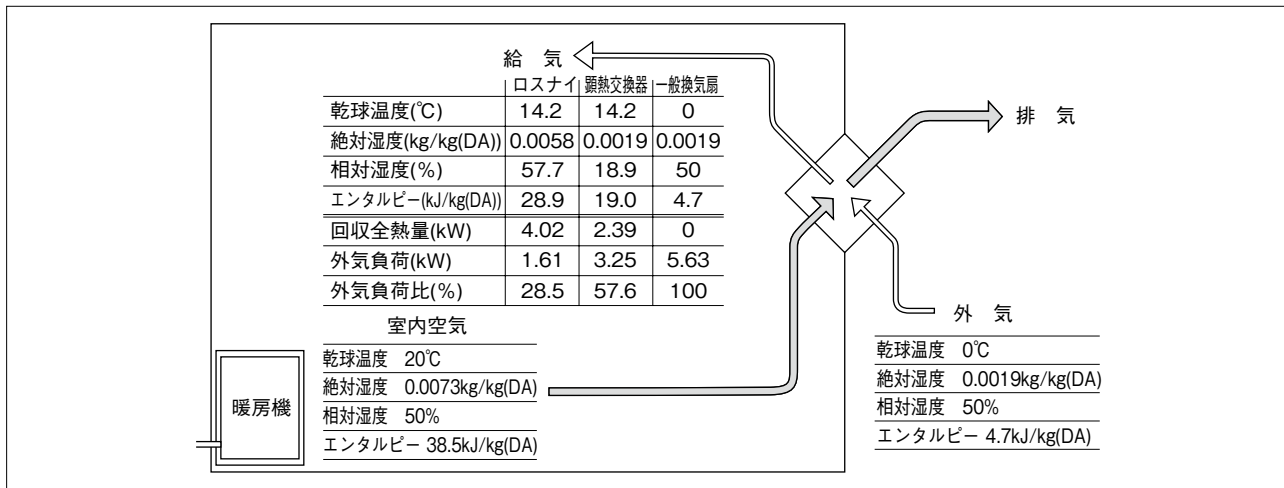 給 気
ロスナイ 顕熱交換器 一般換気扇
乾球温度(℃) 14.2 14.2 0
絶対湿度(kg/kg(DA)) 0.0058 0.0019 0.0019
相対湿度(%) 57.7 18.9 50
エンタルピー(kJ/kg(DA)) 28.9 19.0 4.7
回収全熱量(kW) 4.02 2.39 0
外気負荷(kW) 1.61 3.25 5.63
外気負荷比(%) 28.5 57.6 100
排 気
室内空気
乾球温度 20℃
絶対湿度 0.0073kg/kg(DA)
相対湿度 50%
エンタルピー 38.5kJ/kg(DA)
暖房機
外 気
乾球温度 0℃
絶対湿度 0.0019kg/kg(DA)
相対湿度 50%
エンタルピー 4.7kJ/kg(DA)